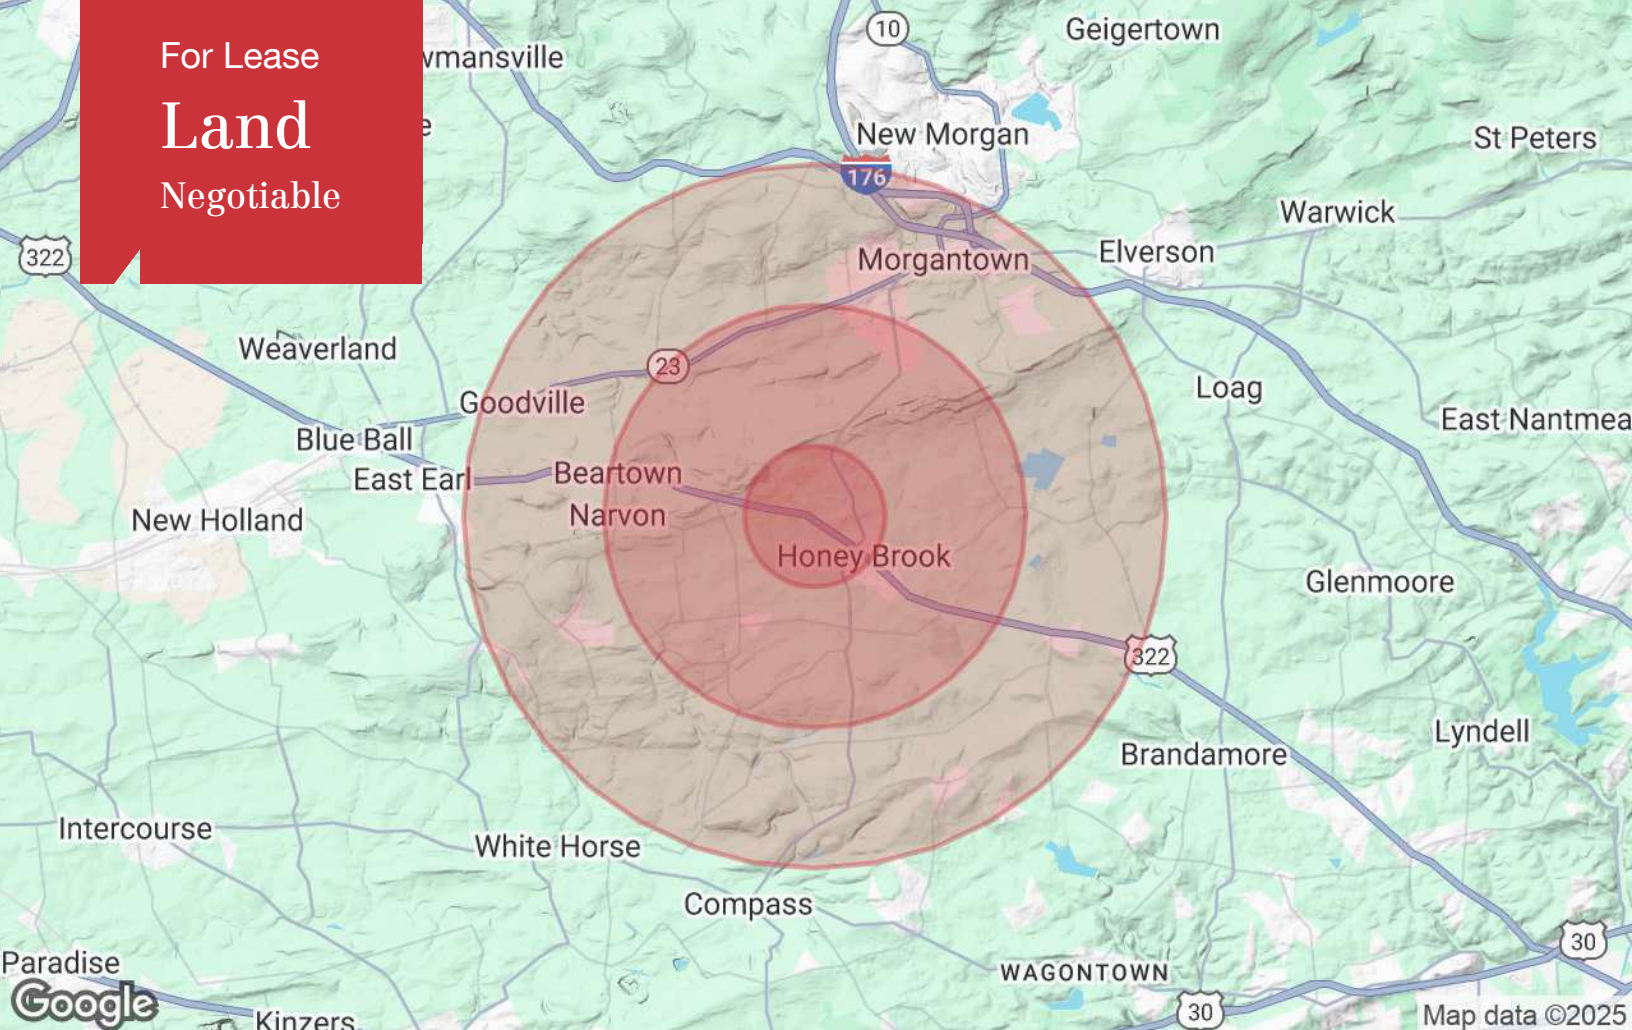 For Lease
Land
Negotiable
wmansville
e
10
Geigertown
New Morgan
St Peters
176
Warwick
322
Morgantown
Elverson
Weaverland
23
Goodville
Loag
East Nantmea
Blue Ball
East Earl
Beartown
New Holland
Narvon
Honey Brook
Glenmoore
322
Lyndell
Brandamore
Intercourse
White Horse
Compass
30
Paradise
WAGONTOWN
Google
Kinzers
30
Map data ©2025